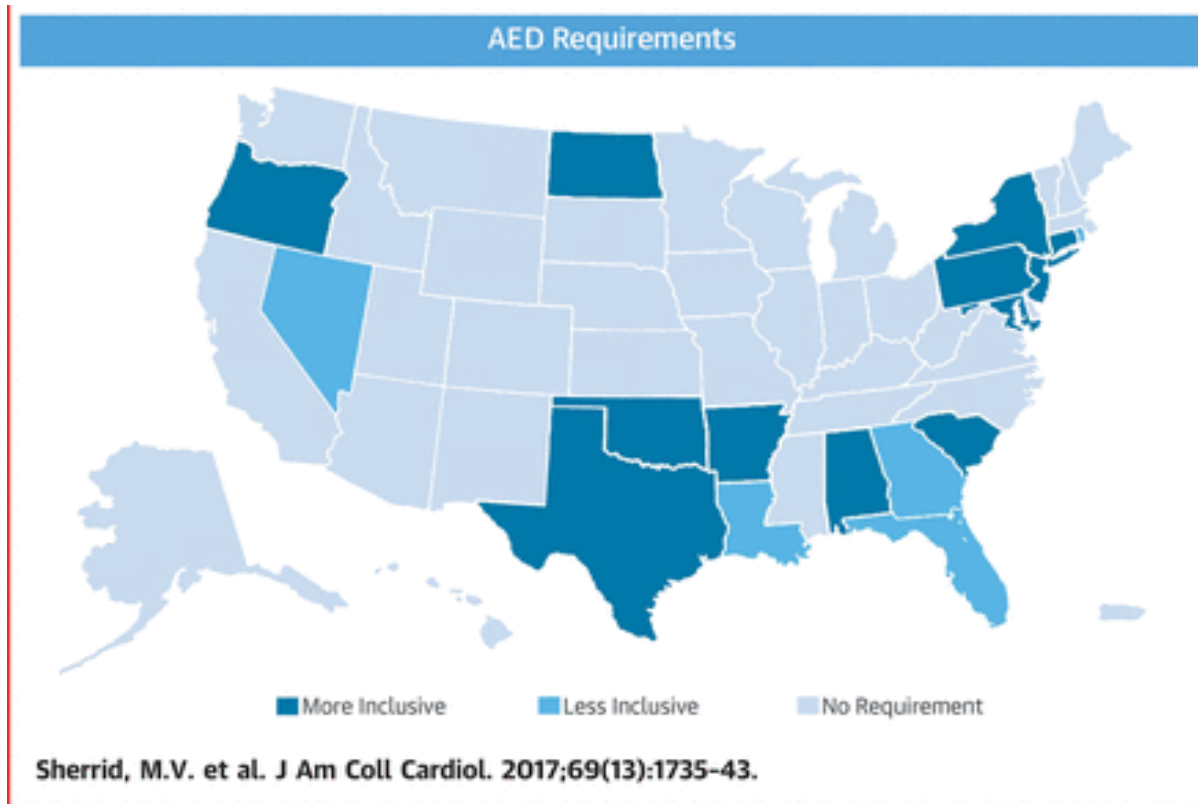 AED Requirements
More Inclusive Less Inclusive No Requirement
Sherrid, M.V. et al. J Am Coll Cardiol. 2017;69(13):1735-43.